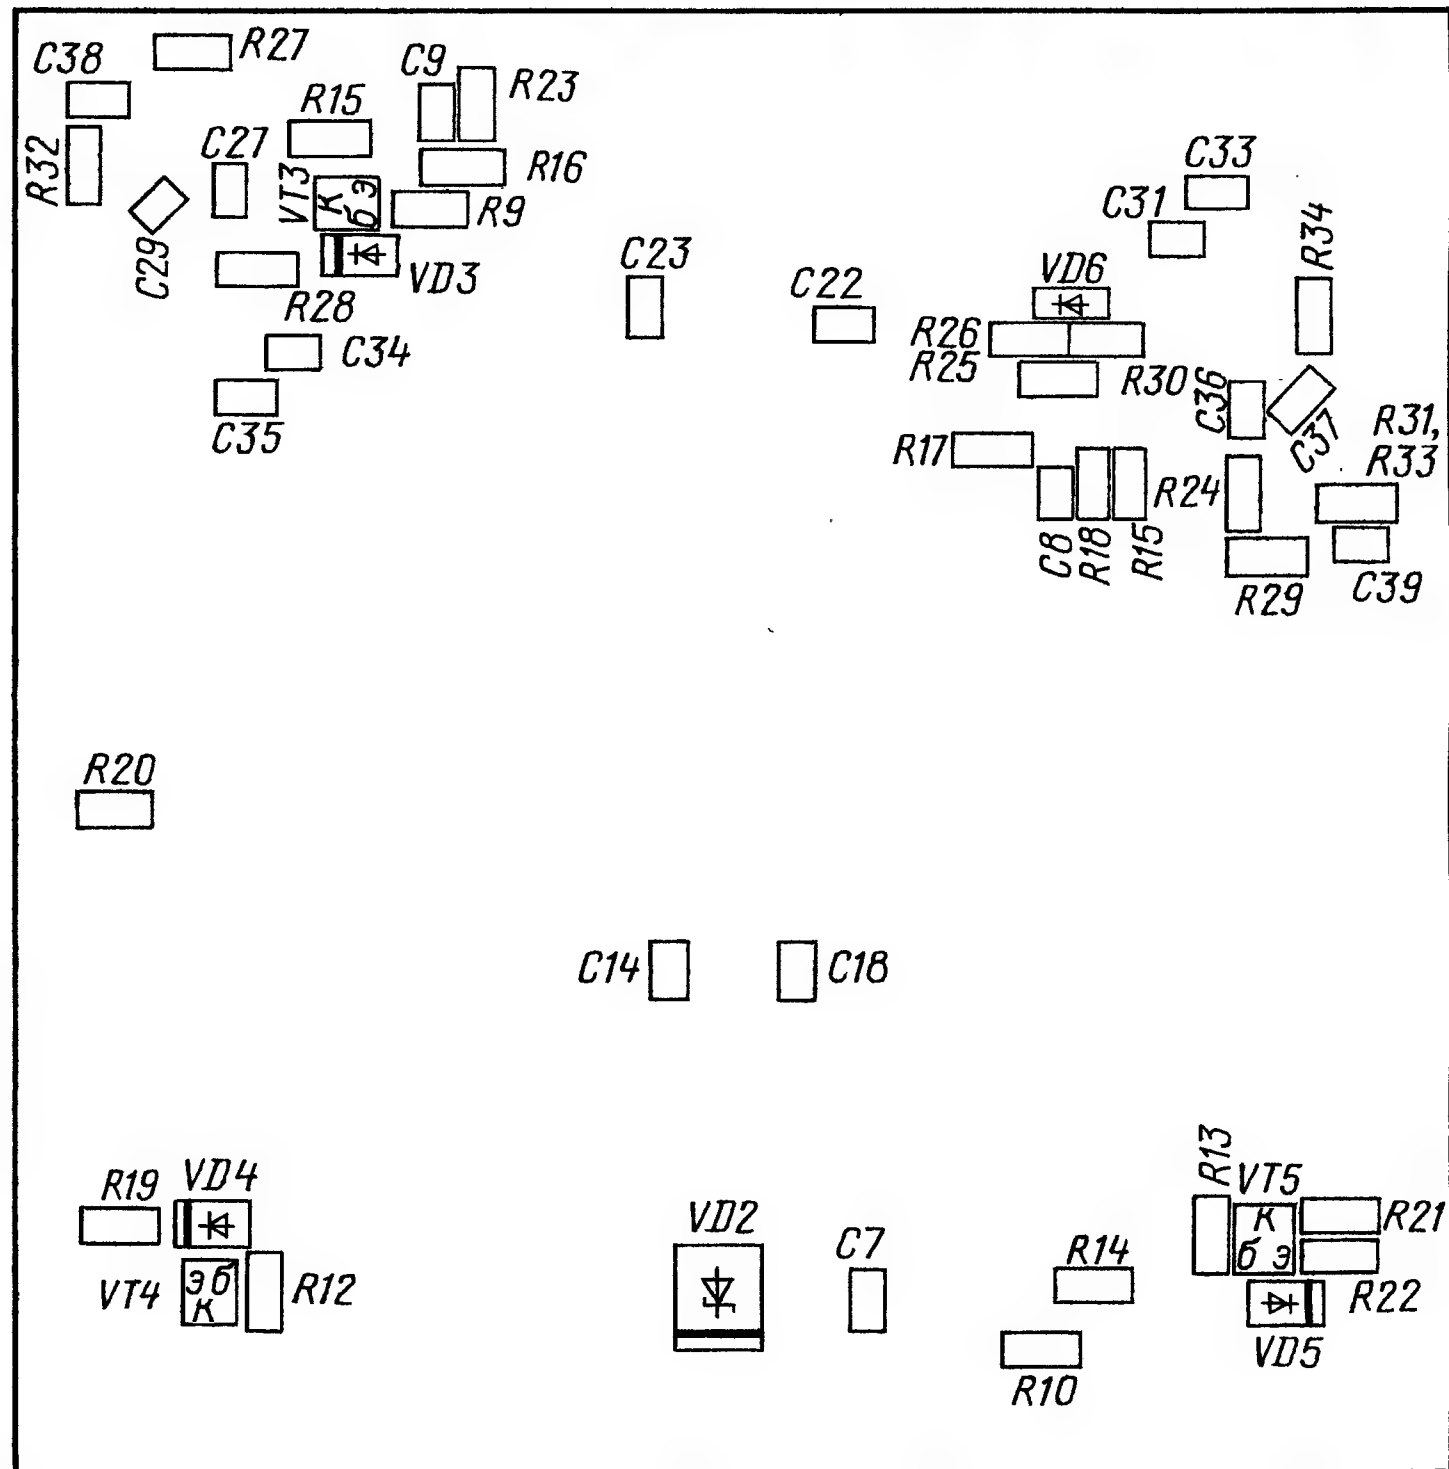 R27
C38
C9
R23
R15
R32
C27
VT3
К
б э
R16
R9
C29
VD3
R28
C34
C35
C23
C22
C33
C31
R34
VD6
R26
R25
R30
C36
C37
R31,
R33
R17
R24
C8
R18
R15
R29
C39
R20
C14
C18
R19
VD4
VT4
э б
К
R12
VD2
C7
R14
R10
R13
VT5
К
б э
R21
R22
VD5